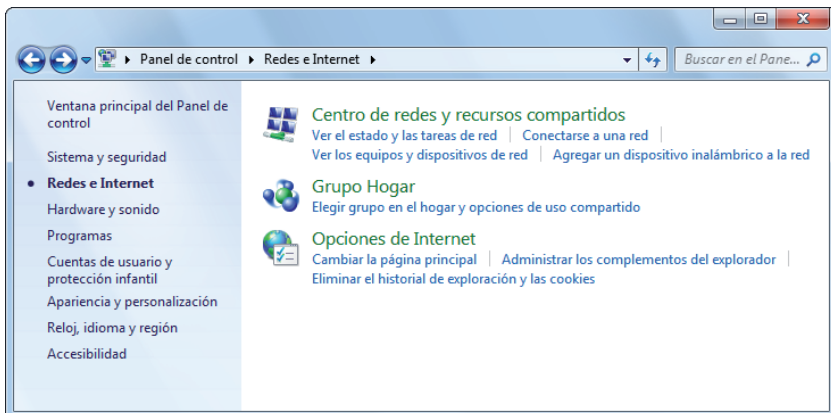 Panel de control ▸ Redes e Internet ▸
Buscar en el Pane...
Ventana principal del Panel de
control
Sistema y seguridad
Redes e Internet
Hardware y sonido
Programas
Cuentas de usuario y
protección infantil
Apariencia y personalización
Reloj, idioma y región
Accesibilidad
Centro de redes y recursos compartidos
Ver el estado y las tareas de red | Conectarse a una red |
Ver los equipos y dispositivos de red | Agregar un dispositivo inalámbrico a la red
Grupo Hogar
Elegir grupo en el hogar y opciones de uso compartido
Opciones de Internet
Cambiar la página principal | Administrar los complementos del explorador |
Eliminar el historial de exploración y las cookies